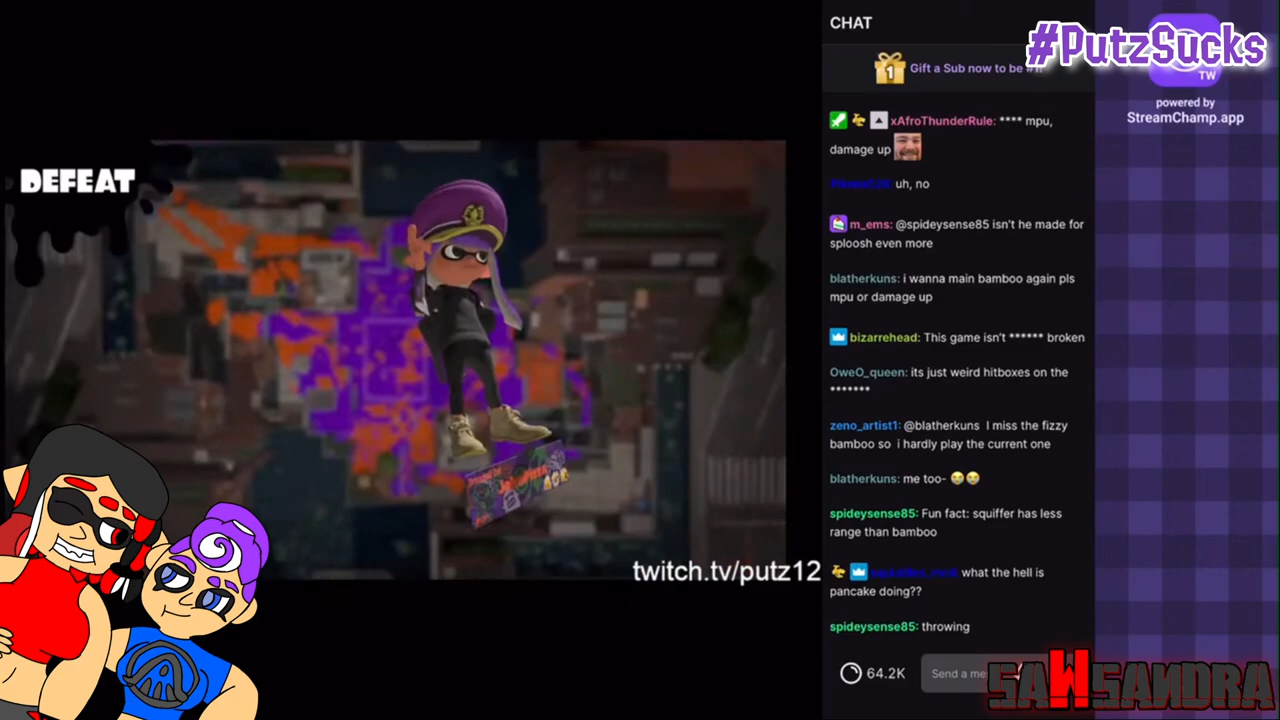 CHAT
#PutzSucks
Gift a Sub now to be #1!
TW
powered by
StreamChamp.app
DEFEAT
xAfroThunderRule: **** mpu,
damage up
uh, no
m_ems: @spideysense85 isn't he made for
sploosh even more
blatherkuns: i wanna main bamboo again pls
mpu or damage up
bizarrehead: This game isn't ****** broken
OweO_queen: its just weird hitboxes on the
*******
zeno_artist1: @blatherkuns I miss the fizzy
bamboo so i hardly play the current one
blatherkuns: me too- 😭😭
spideysense85: Fun fact: squiffer has less
range than bamboo
what the hell is
pancake doing??
spideysense85: throwing
twitch.tv/putz12
64.2K
Send a me
SAWSANDRA